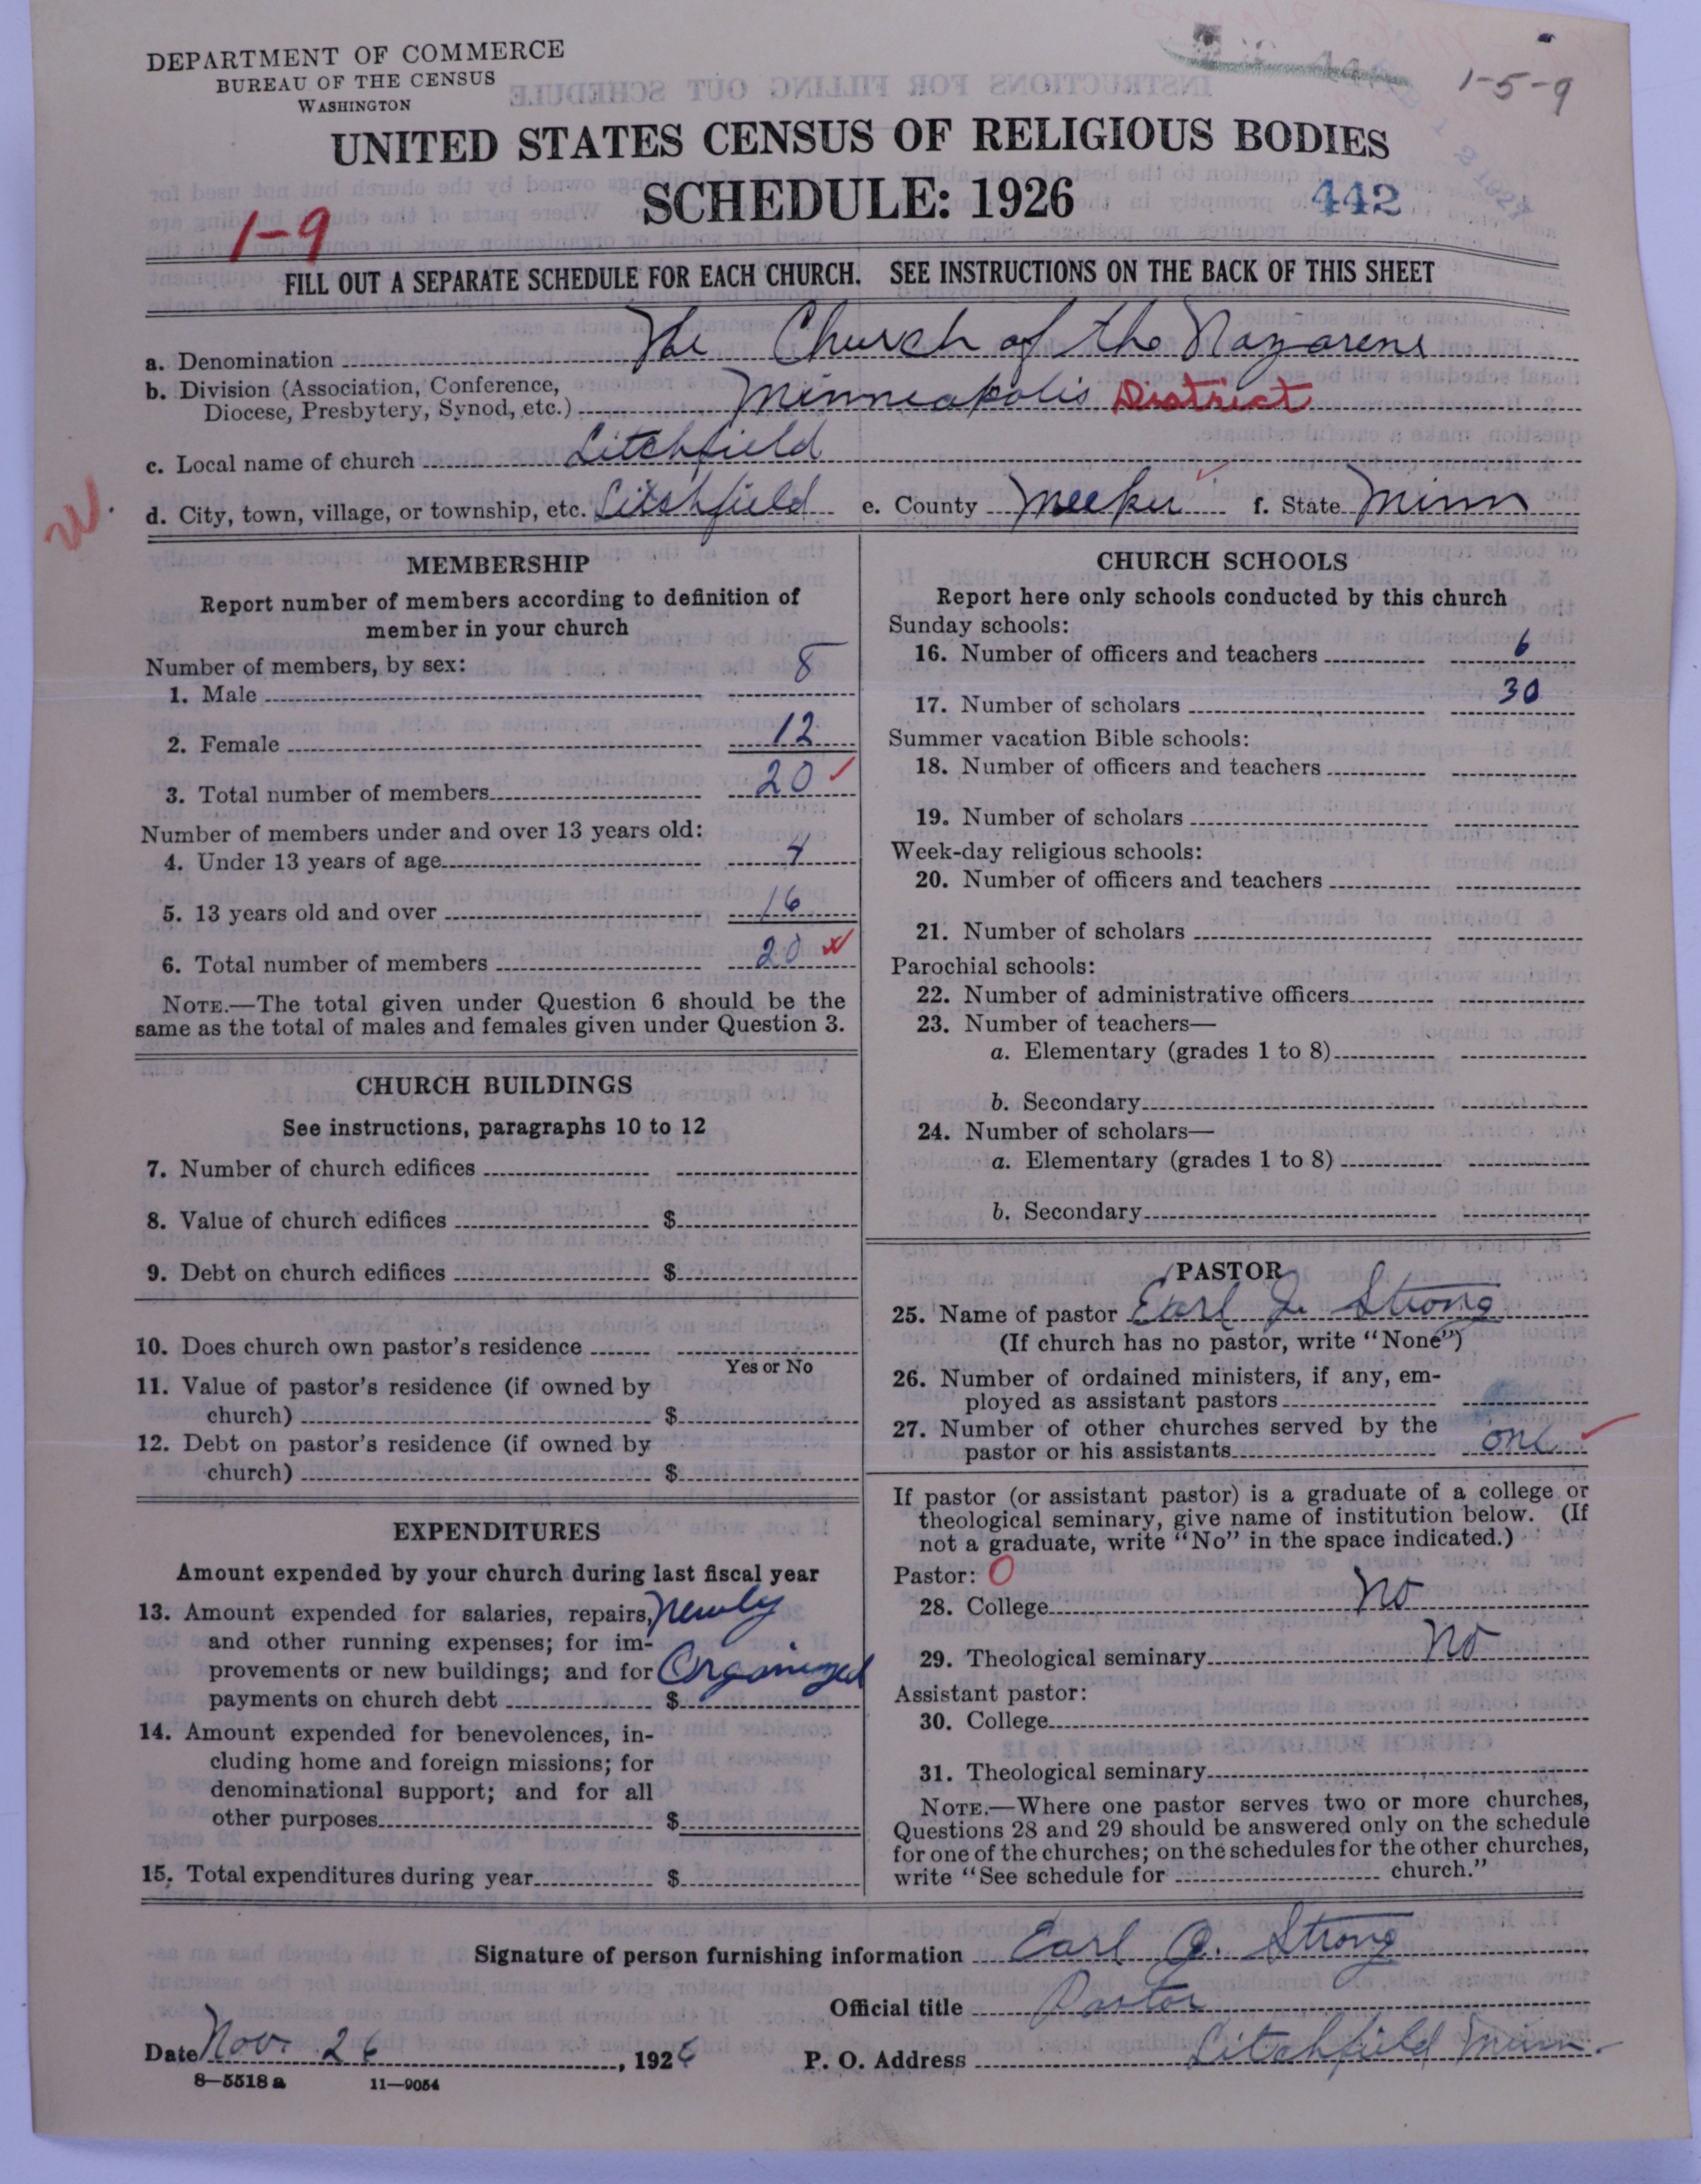 DEPARTMENT OF COMMERCE
BUREAU OF THE CENSUS
WASHINGTON
1-5-9
UNITED STATES CENSUS OF RELIGIOUS BODIES
SCHEDULE: 1926
442
1-9
FILL OUT A SEPARATE SCHEDULE FOR EACH CHURCH. SEE INSTRUCTIONS ON THE BACK OF THIS SHEET
a. Denomination The Church of the Nazarene
b. Division (Association, Conference,
Diocese, Presbytery, Synod, etc.) Minneapolis District
c. Local name of church Litchfield
d. City, town, village, or township, etc. Litchfield e. County Meeker f. State Minn
MEMBERSHIP
Report number of members according to definition of
member in your church
Number of members, by sex:
1. Male 8
2. Female 12
3. Total number of members 20 ✓
Number of members under and over 13 years old:
4. Under 13 years of age 4
5. 13 years old and over 16
6. Total number of members 20
NOTE.—The total given under Question 6 should be the
same as the total of males and females given under Question 3.
CHURCH BUILDINGS
See instructions, paragraphs 10 to 12
7. Number of church edifices
8. Value of church edifices $
9. Debt on church edifices $
10. Does church own pastor's residence
Yes or No
11. Value of pastor's residence (if owned by
church) $
12. Debt on pastor's residence (if owned by
church) $
EXPENDITURES
Amount expended by your church during last fiscal year
13. Amount expended for salaries, repairs, Newly
and other running expenses; for im-
provements or new buildings; and for Organized
payments on church debt $
14. Amount expended for benevolences, in-
cluding home and foreign missions; for
denominational support; and for all
other purposes $
15. Total expenditures during year $
CHURCH SCHOOLS
Report here only schools conducted by this church
Sunday schools:
16. Number of officers and teachers 6
17. Number of scholars 30
Summer vacation Bible schools:
18. Number of officers and teachers
19. Number of scholars
Week-day religious schools:
20. Number of officers and teachers
21. Number of scholars
Parochial schools:
22. Number of administrative officers
23. Number of teachers—
a. Elementary (grades 1 to 8)
b. Secondary
24. Number of scholars—
a. Elementary (grades 1 to 8)
b. Secondary
PASTOR
25. Name of pastor Earl J. Strong
(If church has no pastor, write "None")
26. Number of ordained ministers, if any, em-
ployed as assistant pastors
27. Number of other churches served by the
pastor or his assistants one ✓
If pastor (or assistant pastor) is a graduate of a college or
theological seminary, give name of institution below. (If
not a graduate, write "No" in the space indicated.)
Pastor: 0
28. College No
29. Theological seminary No
Assistant pastor:
30. College
31. Theological seminary
NOTE.—Where one pastor serves two or more churches,
Questions 28 and 29 should be answered only on the schedule
for one of the churches; on the schedules for the other churches,
write "See schedule for church."
Signature of person furnishing information Earl J. Strong
Official title Pastor
Date Nov. 26, 1926 P. O. Address Litchfield Minn.
8—5518 a 11—9054